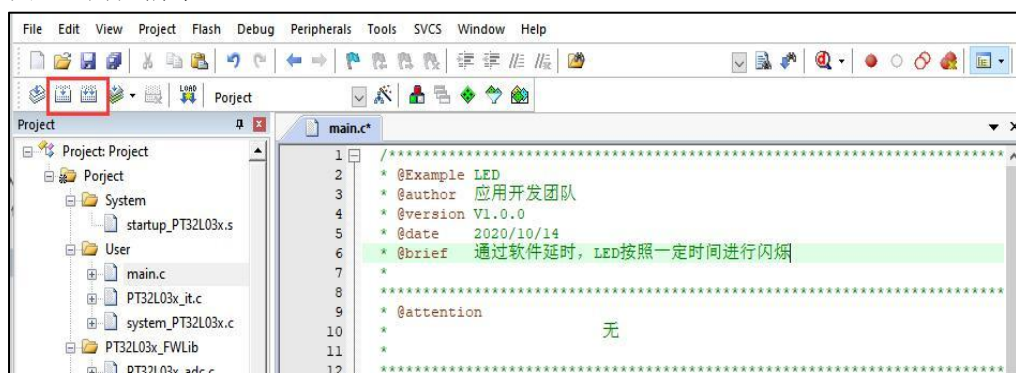 File Edit View Project Flash Debug Peripherals Tools SVCS Window Help
LOAD Porject
Project
main.c*
Project: Project
Porject
System
startup_PT32L03x.s
User
main.c
PT32L03x_it.c
system_PT32L03x.c
PT32L03x_FWLib
PT32L03x_adc.c
1 /************************************************************************
2 * @Example LED
3 * @author 应用开发团队
4 * @version V1.0.0
5 * @date 2020/10/14
6 * @brief 通过软件延时，LED按照一定时间进行闪烁
7 *
8 ************************************************************************
9 * @attention
10 * 无
11 *
12 ************************************************************************